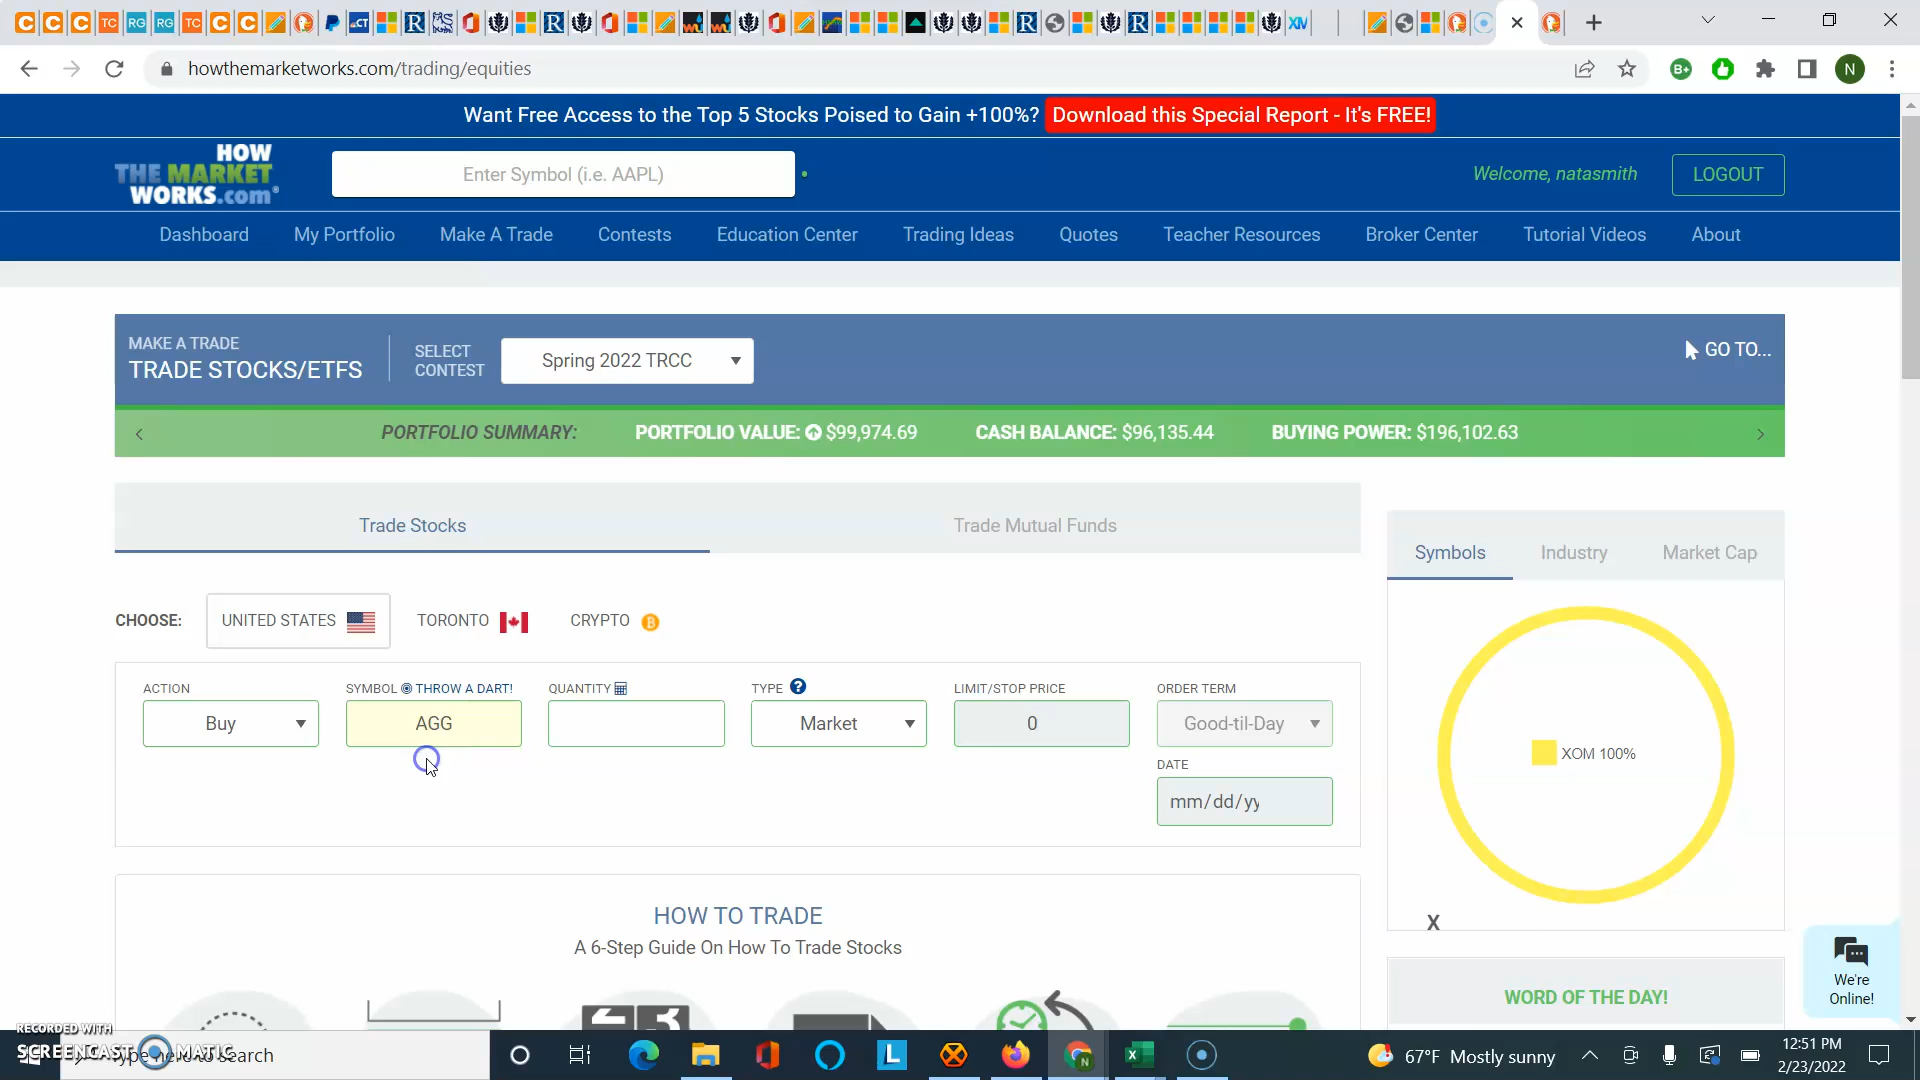 howthemarketworks.com/trading/equities
N
Want Free Access to the Top 5 Stocks Poised to Gain +100%? Download this Special Report - It's FREE!
HOW
THE MARKET
WORKS.com
Enter Symbol (i.e. AAPL)
Welcome, natasmith
LOGOUT
Dashboard My Portfolio Make A Trade Contests Education Center Trading Ideas Quotes Teacher Resources Broker Center Tutorial Videos About
MAKE A TRADE
TRADE STOCKS/ETFS
SELECT
CONTEST
Spring 2022 TRCC
GO TO...
PORTFOLIO SUMMARY: PORTFOLIO VALUE: $99,974.69 CASH BALANCE: $96,135.44 BUYING POWER: $196,102.63
Trade Stocks Trade Mutual Funds
Symbols Industry Market Cap
CHOOSE: UNITED STATES TORONTO CRYPTO
ACTION SYMBOL THROW A DART! QUANTITY TYPE LIMIT/STOP PRICE ORDER TERM
Buy AGG Market 0 Good-til-Day
DATE
mm/dd/yy
XOM 100%
HOW TO TRADE
A 6-Step Guide On How To Trade Stocks
X
We're
Online!
WORD OF THE DAY!
RECORDED WITH
SCREENCAST MATIC
Type here to search
67°F Mostly sunny
12:51 PM
2/23/2022